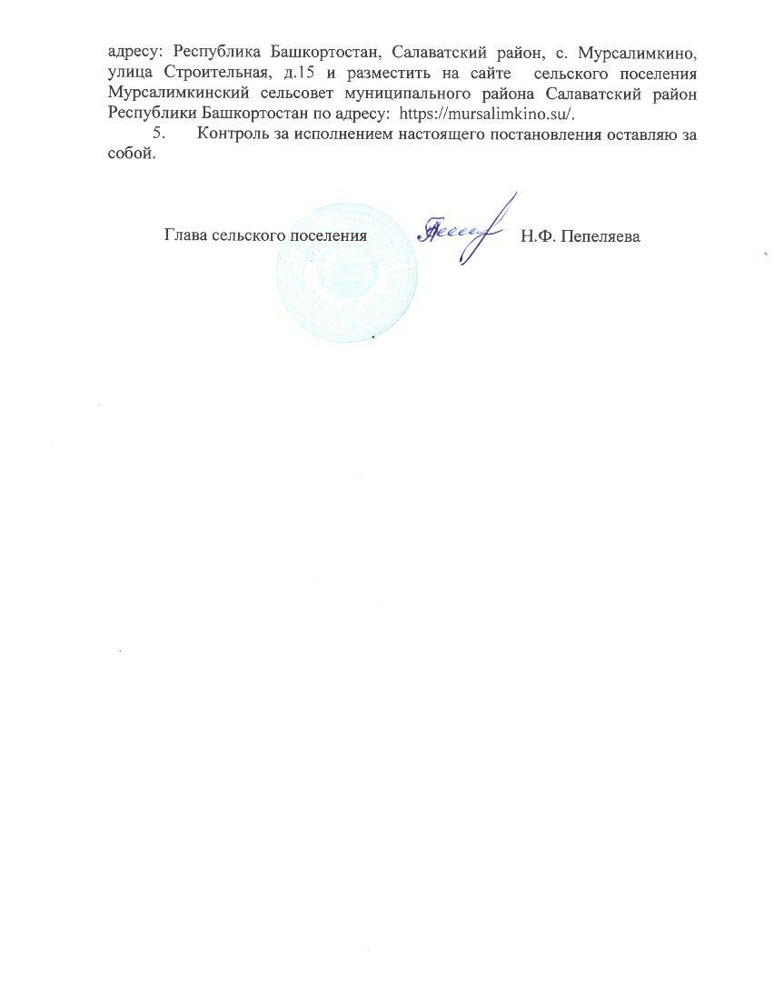 адресу: Республика Башкортостан, Салаватский район, с. Мурсалимкино,
улица Строительная, д.15 и разместить на сайте сельского поселения
Мурсалимкинский сельсовет муниципального района Салаватский район
Республики Башкортостан по адресу: https://mursalimkino.su/.
5. Контроль за исполнением настоящего постановления оставляю за
собой.
Глава сельского поселения Н.Ф. Пепеляева